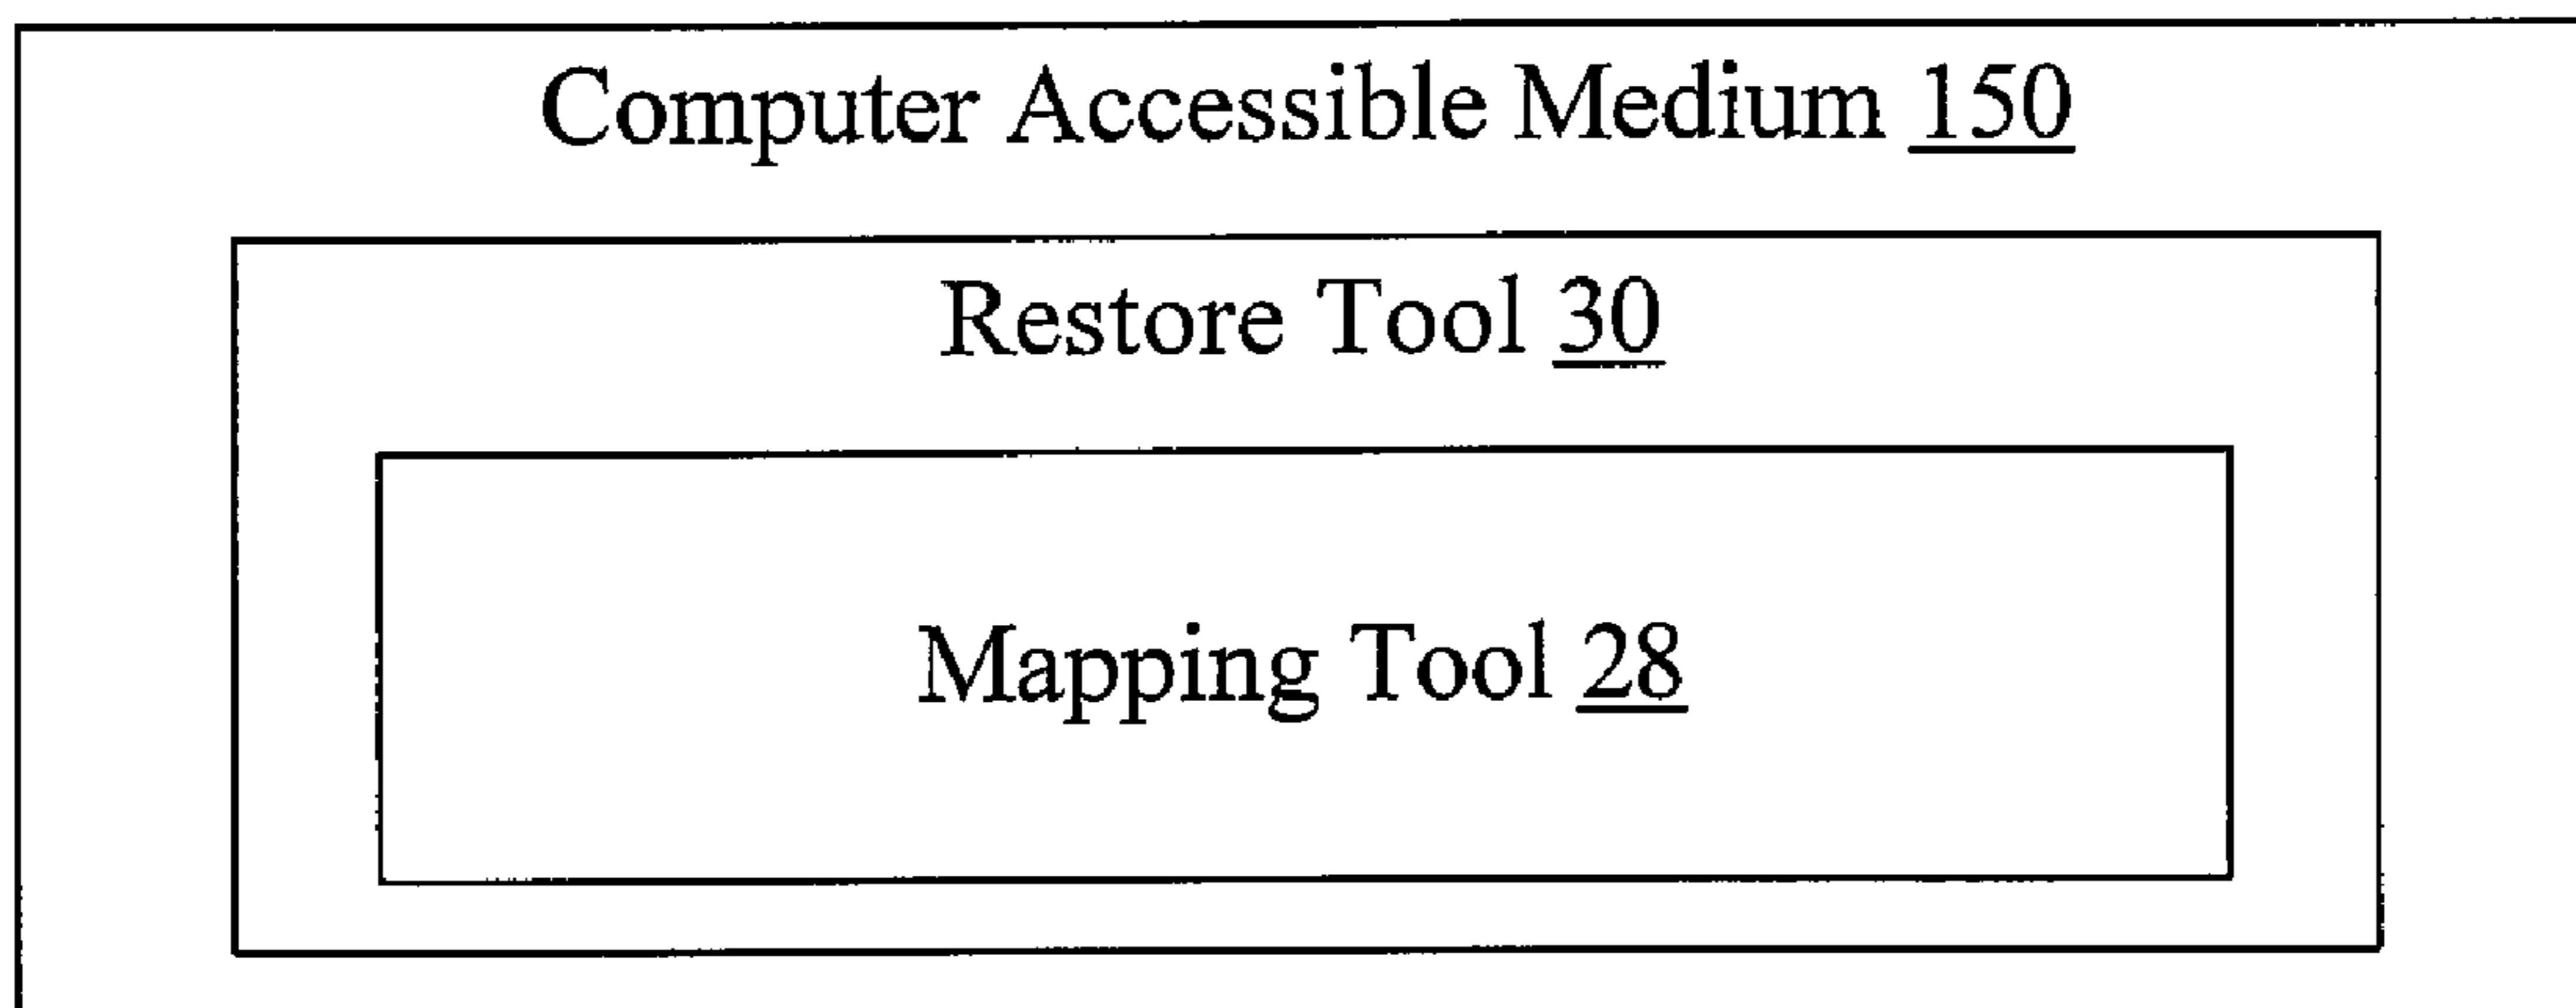 Computer Accessible Medium 150
Restore Tool 30
Mapping Tool 28